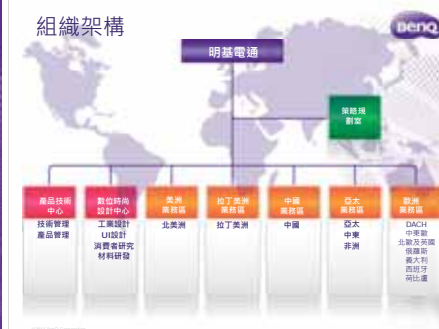 組織架構
BenQ
明基電通
策略規
劃室
產品技術
中心
技術管理
產品管理
數位時尚
設計中心
工業設計
UI設計
消費者研究
材料研發
美洲
業務區
北美洲
拉丁美洲
業務區
拉丁美洲
中國
業務區
中國
亞太
業務區
亞太
中東
非洲
歐洲
業務區
DACH
中東歐
北歐及英國
俄羅斯
義大利
西班牙
荷比盧